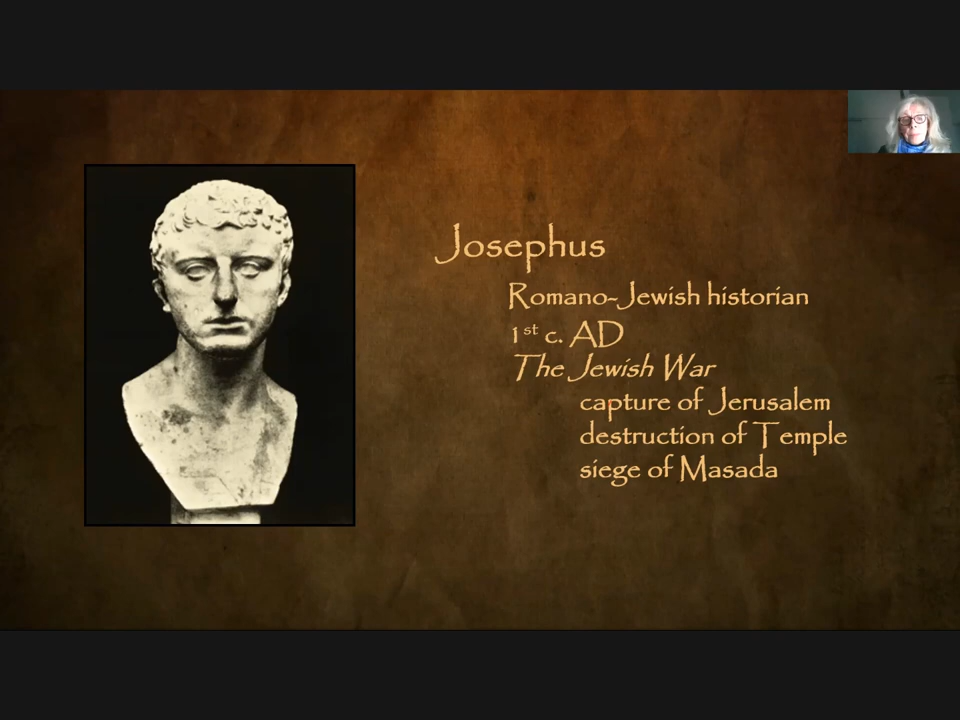 Josephus
Romano-Jewish historian
1st c. AD
The Jewish War
capture of Jerusalem
destruction of Temple
siege of Masada